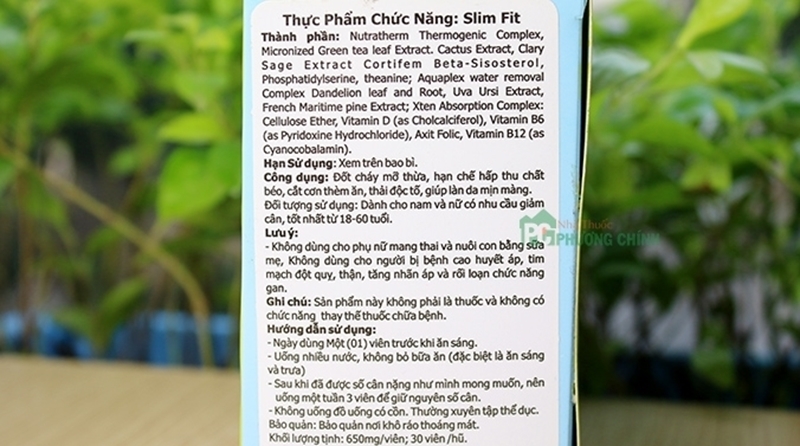 Thực Phẩm Chức Năng: Slim Fit
Thành phần: Nutratherm Thermogenic Complex,
Micronized Green tea leaf Extract. Cactus Extract, Clary
Sage Extract Cortifem Beta-Sisosterol,
Phosphatidylserine, theanine; Aquaplex water removal
Complex Dandelion leaf and Root, Uva Ursi Extract,
French Maritime pine Extract; Xten Absorption Complex:
Cellulose Ether, Vitamin D (as Cholcalciferol), Vitamin B6
(as Pyridoxine Hydrochloride), Axit Folic, Vitamin B12 (as
Cyanocobalamin).
Hạn Sử Dụng: Xem trên bao bì.
Công dụng: Đốt cháy mỡ thừa, hạn chế hấp thu chất
béo, cắt cơn thèm ăn, thải độc tố, giúp làn da mịn màng.
Đối tượng sử dụng: Dành cho nam và nữ có nhu cầu giảm
cân, tốt nhất từ 18-60 tuổi.
Lưu ý:
- Không dùng cho phụ nữ mang thai và nuôi con bằng sữa
mẹ, Không dùng cho người bị bệnh cao huyết áp, tim
mạch đột quỵ, thận, tăng nhãn áp và rối loạn chức năng
gan.
Ghi chú: Sản phẩm này không phải là thuốc và không có
chức năng thay thế thuốc chữa bệnh.
Hướng dẫn sử dụng:
- Ngày dùng Một (01) viên trước khi ăn sáng.
- Uống nhiều nước, không bỏ bữa ăn (đặc biệt là ăn sáng
và trưa)
- Sau khi đã được số cân nặng như mình mong muốn, nên
uống một tuần 3 viên để giữ nguyên số cân.
- Không uống đồ uống có cồn. Thường xuyên tập thể dục.
Bảo quản: Bảo quản nơi khô ráo thoáng mát.
Khối lượng tịnh: 650mg/viên; 30 viên /hũ.
PG Nhà Thuốc
PHƯƠNG CHÍNH